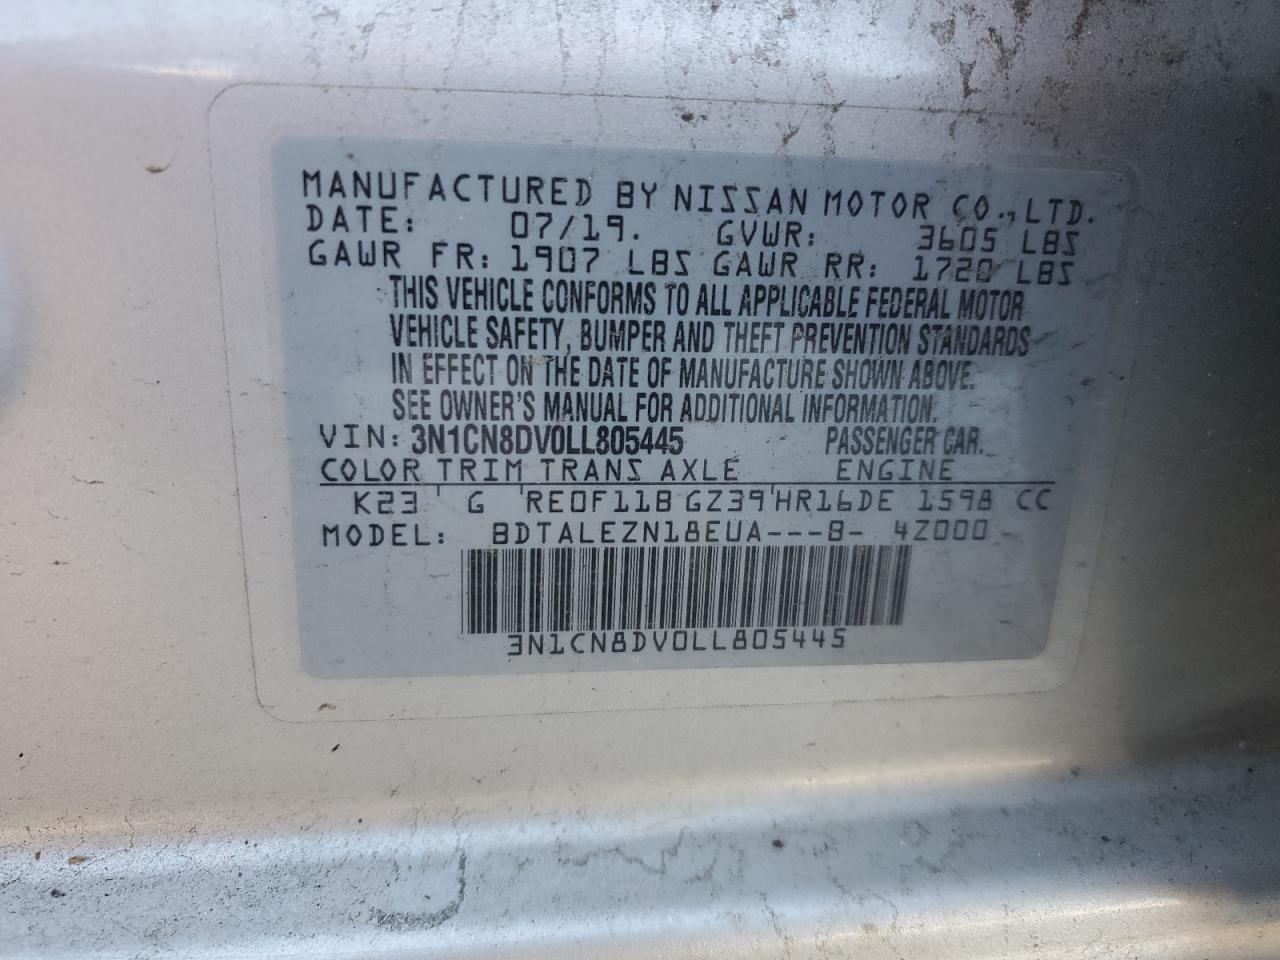 MANUFACTURED BY NISSAN MOTOR CO., LTD.
DATE: 07/19. GVWR: 3605 LBS
GAWR FR: 1907 LBS GAWR RR: 1720 LBS
THIS VEHICLE CONFORMS TO ALL APPLICABLE FEDERAL MOTOR
VEHICLE SAFETY, BUMPER AND THEFT PREVENTION STANDARDS
IN EFFECT ON THE DATE OF MANUFACTURE SHOWN ABOVE.
SEE OWNER'S MANUAL FOR ADDITIONAL INFORMATION.
VIN: 3N1CN8DV0LL805445 PASSENGER CAR.
COLOR TRIM TRANS AXLE ENGINE
K23 ' G 'RE0F11B GZ39'HR16DE 1598 CC
MODEL: BDTALEZN18EUA---B- 4Z000
3N1CN8DV0LL805445